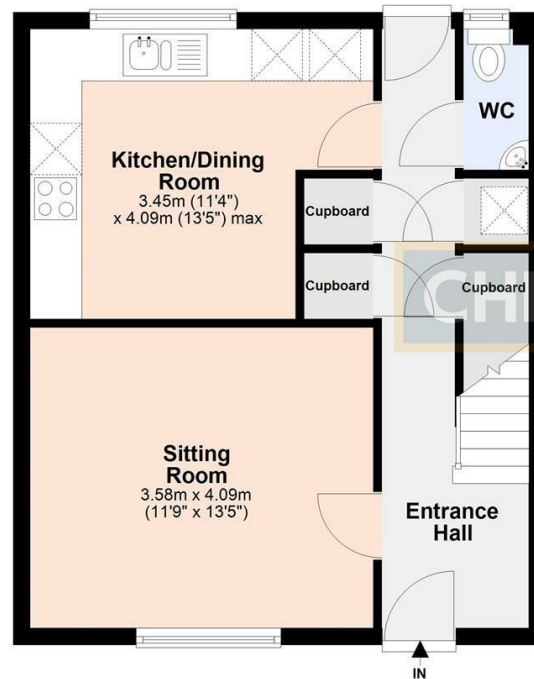 Kitchen/Dining
Room
3.45m (11'4")
x 4.09m (13'5") max
WC
Cupboard
Cupboard
Cupboard
Sitting
Room
3.58m x 4.09m
(11'9" x 13'5")
Entrance
Hall
IN